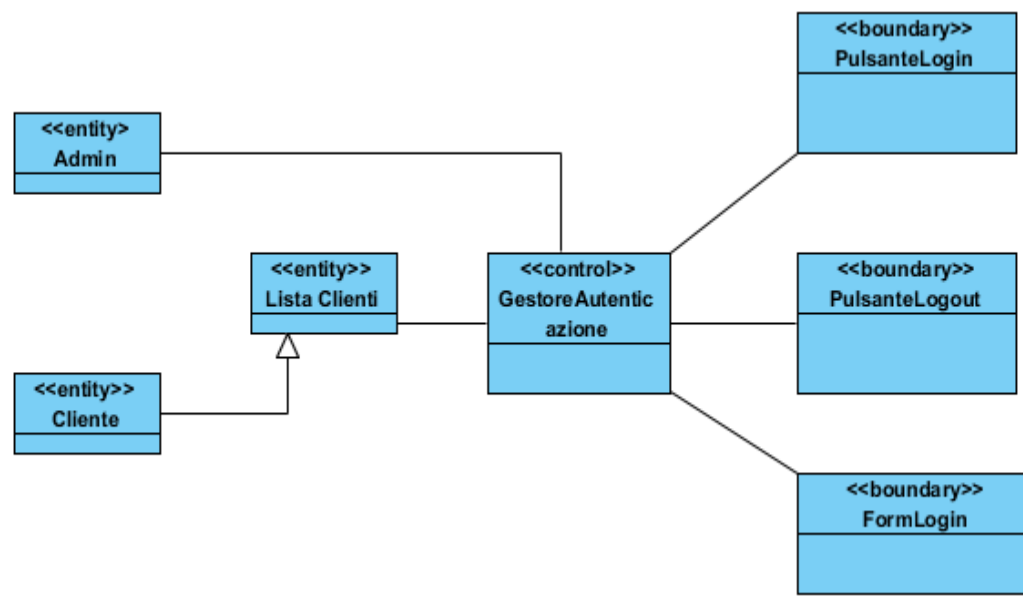 <<boundary>>
PulsanteLogin
<<entity>
Admin
<<entity>>
Lista Clienti
<<control>>
GestoreAutentic
azione
<<boundary>>
PulsanteLogout
<<entity>>
Cliente
<<boundary>>
FormLogin